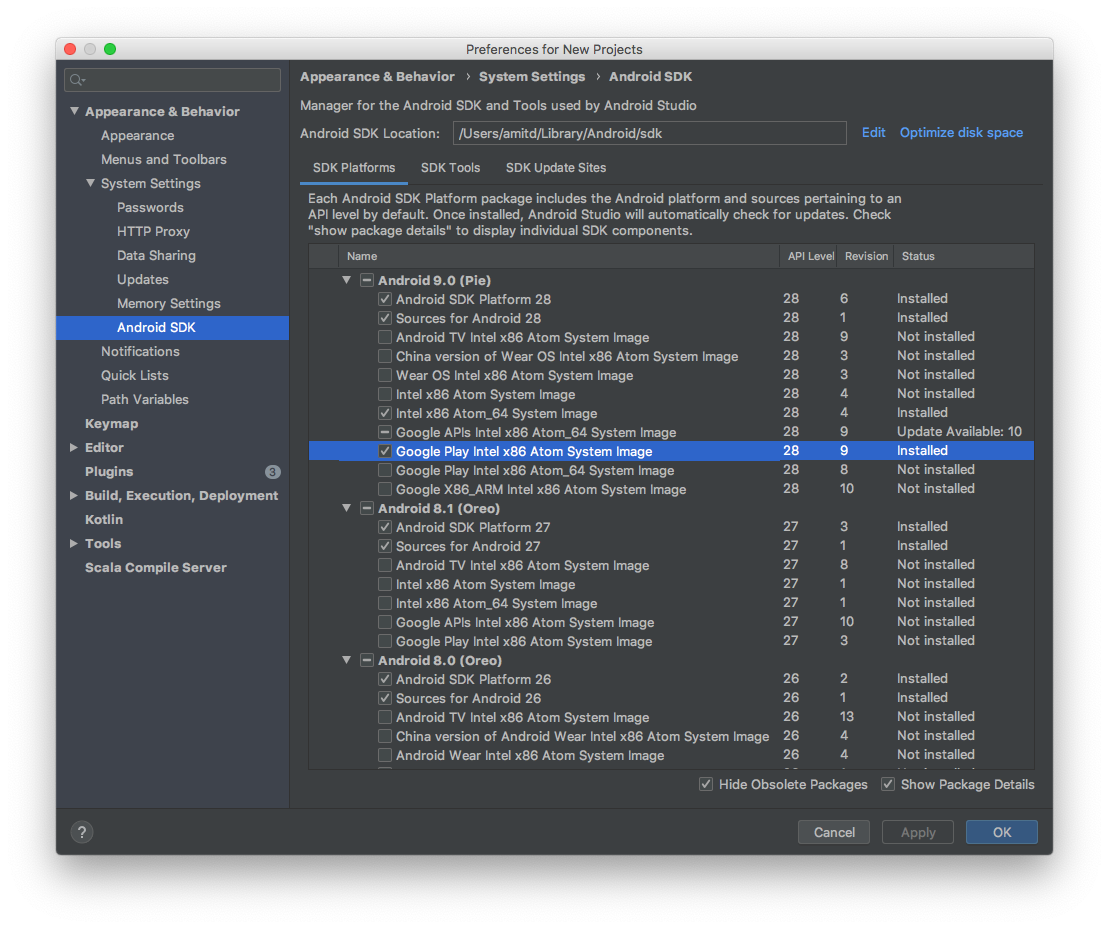 Preferences for New Projects
Appearance & Behavior
Appearance
Menus and Toolbars
System Settings
Passwords
HTTP Proxy
Data Sharing
Updates
Memory Settings
Android SDK
Notifications
Quick Lists
Path Variables
Keymap
Editor
Plugins 3
Build, Execution, Deployment
Kotlin
Tools
Scala Compile Server
Appearance & Behavior › System Settings › Android SDK
Manager for the Android SDK and Tools used by Android Studio
Android SDK Location: /Users/amitd/Library/Android/sdk Edit Optimize disk space
SDK Platforms SDK Tools SDK Update Sites
Each Android SDK Platform package includes the Android platform and sources pertaining to an
API level by default. Once installed, Android Studio will automatically check for updates. Check
"show package details" to display individual SDK components.
Name API Level Revision Status
Android 9.0 (Pie)
Android SDK Platform 28 28 6 Installed
Sources for Android 28 28 1 Installed
Android TV Intel x86 Atom System Image 28 9 Not installed
China version of Wear OS Intel x86 Atom System Image 28 3 Not installed
Wear OS Intel x86 Atom System Image 28 3 Not installed
Intel x86 Atom System Image 28 4 Not installed
Intel x86 Atom_64 System Image 28 4 Installed
Google APIs Intel x86 Atom_64 System Image 28 9 Update Available: 10
Google Play Intel x86 Atom System Image 28 9 Installed
Google Play Intel x86 Atom_64 System Image 28 8 Not installed
Google X86_ARM Intel x86 Atom System Image 28 10 Not installed
Android 8.1 (Oreo)
Android SDK Platform 27 27 3 Installed
Sources for Android 27 27 1 Installed
Android TV Intel x86 Atom System Image 27 8 Not installed
Intel x86 Atom System Image 27 1 Not installed
Intel x86 Atom_64 System Image 27 1 Not installed
Google APIs Intel x86 Atom System Image 27 10 Not installed
Google Play Intel x86 Atom System Image 27 3 Not installed
Android 8.0 (Oreo)
Android SDK Platform 26 26 2 Installed
Sources for Android 26 26 1 Installed
Android TV Intel x86 Atom System Image 26 13 Not installed
China version of Android Wear Intel x86 Atom System Image 26 4 Not installed
Android Wear Intel x86 Atom System Image 26 4 Not installed
Hide Obsolete Packages Show Package Details
? Cancel Apply OK